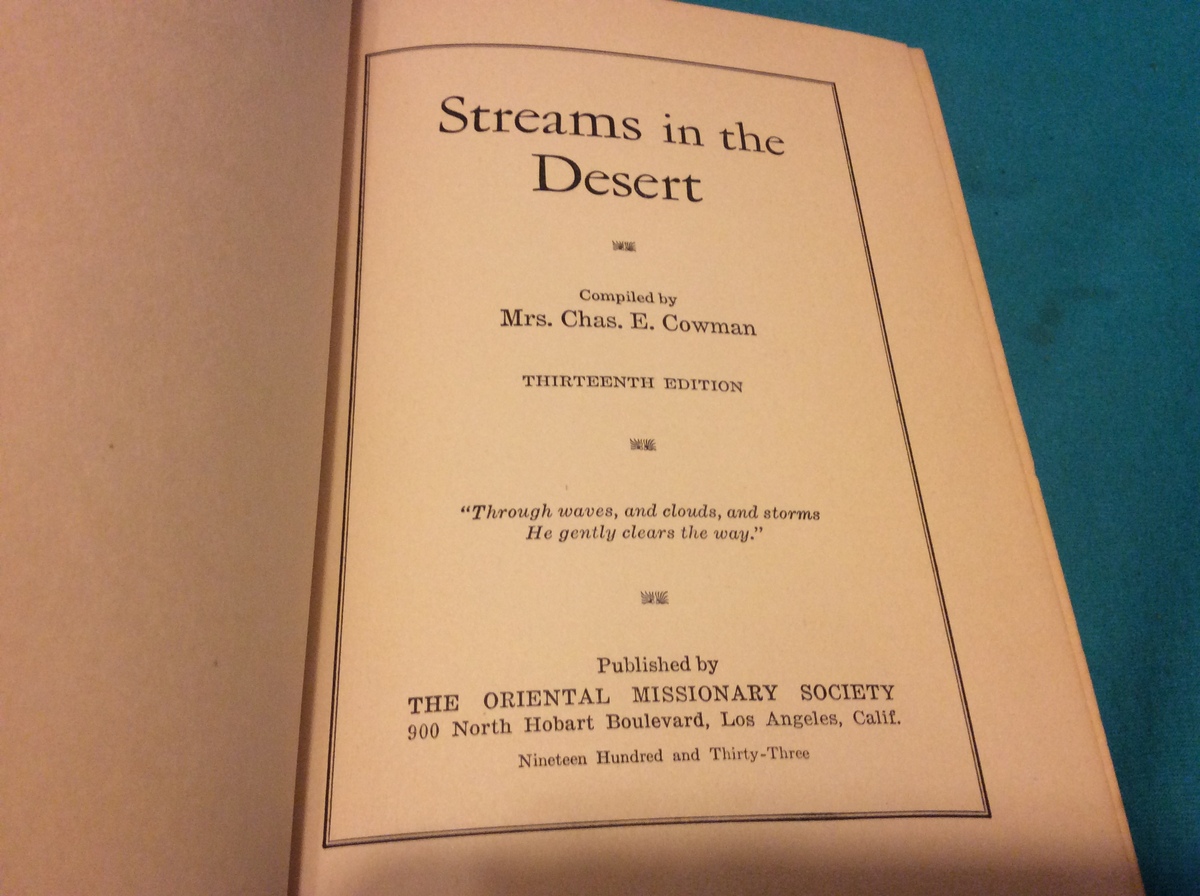 Streams in the
Desert
Compiled by
Mrs. Chas. E. Cowman
THIRTEENTH EDITION
"Through waves, and clouds, and storms
He gently clears the way."
Published by
THE ORIENTAL MISSIONARY SOCIETY
900 North Hobart Boulevard, Los Angeles, Calif.
Nineteen Hundred and Thirty-Three